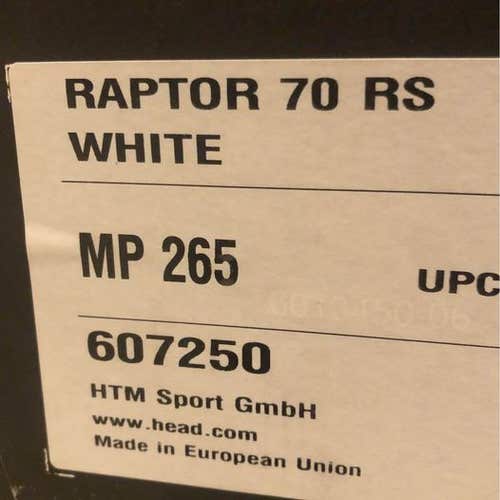 RAPTOR 70 RS
WHITE
MP 265
UPC
607250
HTM Sport GmbH
www.head.com
Made in European Union